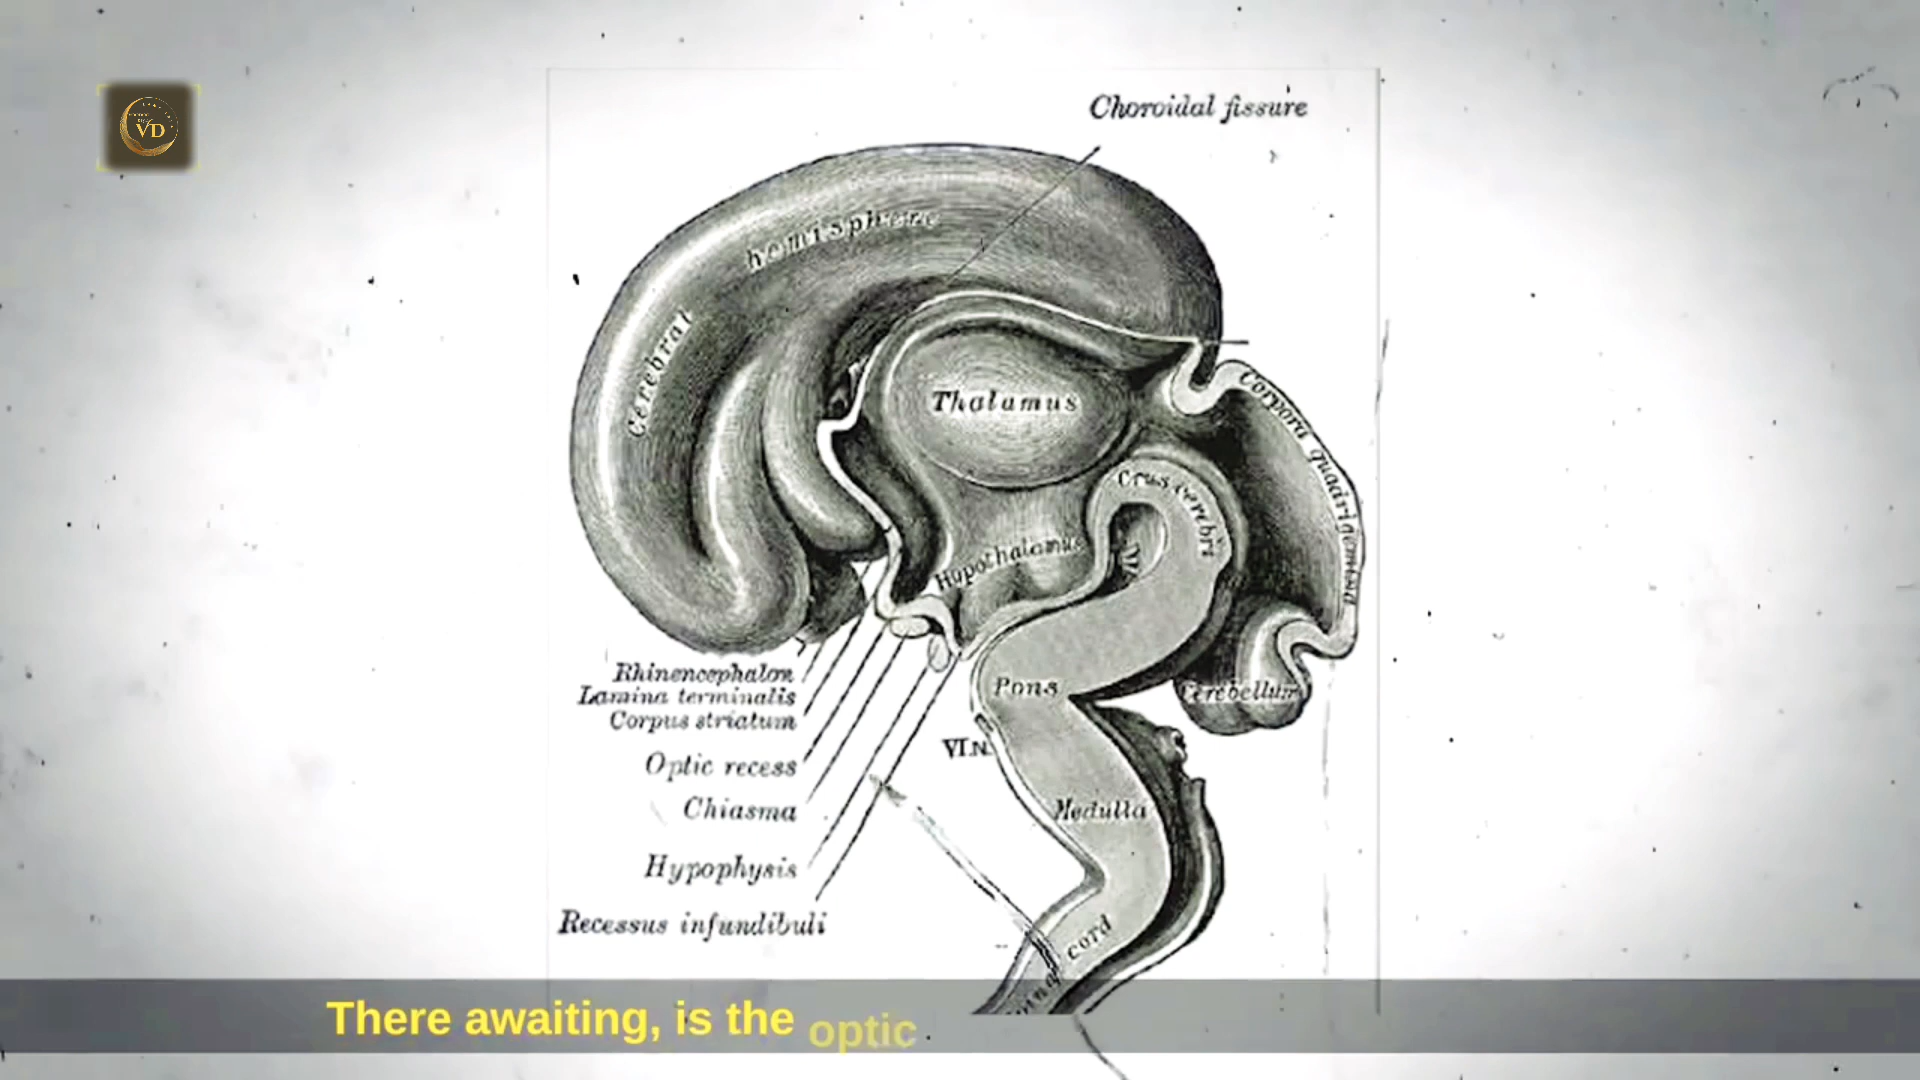 VD
Choroidal fissure
Cerebral hemisphere
Thalamus
Corpora quadrigemina
Crus cerebri
Hypothalamus
Rhinencephalon
Lamina terminalis
Corpus striatum
Pons
Cerebellum
VI.N.
Optic recess
Chiasma
Medulla
Hypophysis
Recessus infundibuli
cord
There awaiting, is the optic